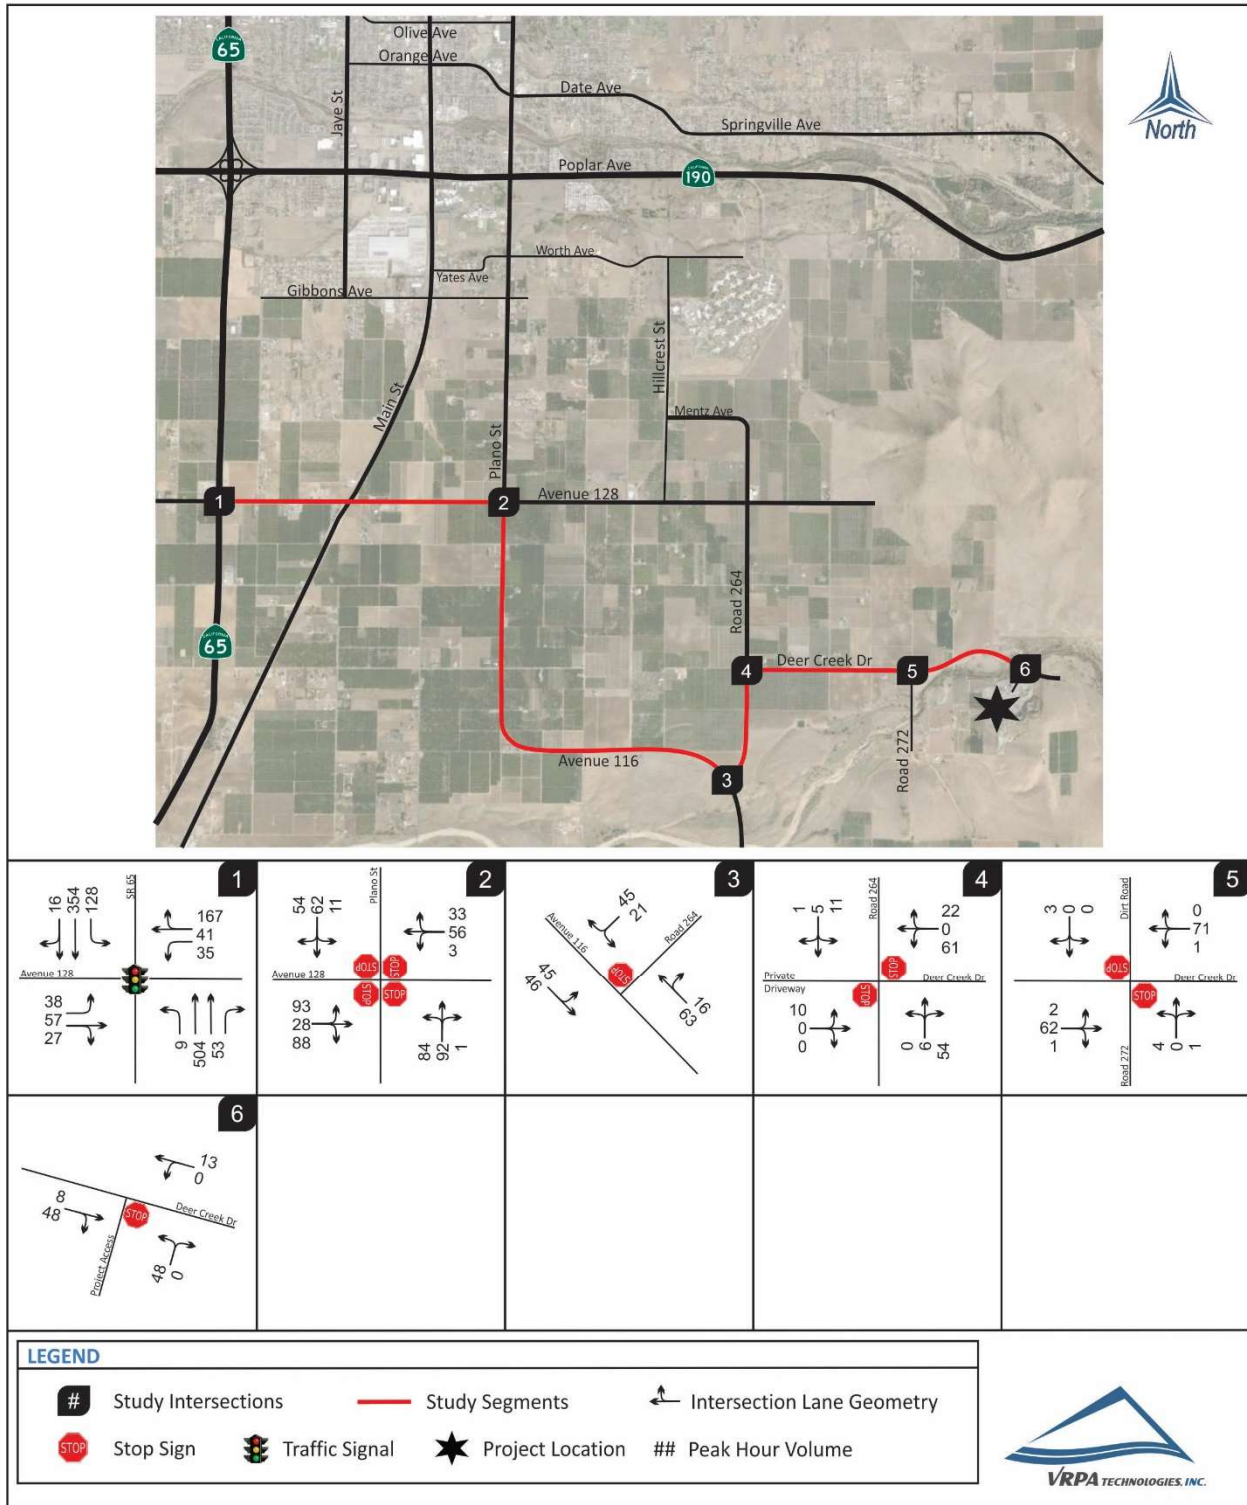 CALIFORNIA
65
Olive Ave
Orange Ave
Jaye St
Date Ave
Springville Ave
North
Poplar Ave
CALIFORNIA
190
Worth Ave
Yates Ave
Gibbons Ave
Hillcrest St
Main St
Mentz Ave
Plano St
1
2
Avenue 128
Road 264
CALIFORNIA
65
4
Deer Creek Dr
5
6
Road 272
Avenue 116
3
1
SR 65
16
354
128
167
41
35
Avenue 128
38
57
27
9
504
53
2
Plano St
54
62
11
33
56
3
STOP
STOP
Avenue 128
STOP
STOP
93
28
88
84
92
1
3
45
21
Avenue 116
Road 264
STOP
45
46
16
63
4
Road 264
1
5
11
22
0
61
STOP
Private
Driveway
Deer Creek Dr
STOP
10
0
0
0
6
54
5
Dirt Road
3
0
0
0
71
1
STOP
Deer Creek Dr
STOP
2
62
1
Road 272
4
0
1
6
13
0
8
48
STOP
Deer Creek Dr
Project Access
48
0
LEGEND
# Study Intersections
Study Segments
Intersection Lane Geometry
STOP Stop Sign
Traffic Signal
Project Location
## Peak Hour Volume
VRPA TECHNOLOGIES, INC.